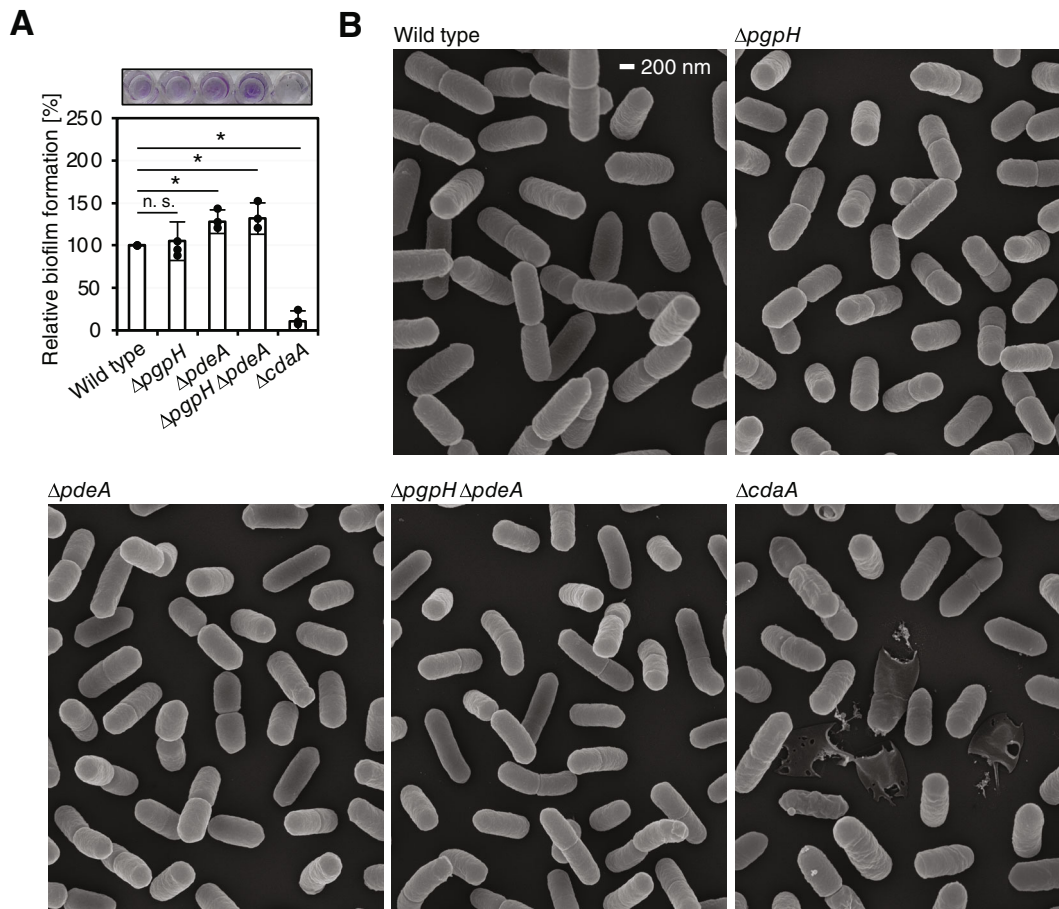 A
B
Wild type
200 nm
ΔpgpH
Relative biofilm formation [%]
250
200
150
100
50
0
*
*
*
n. s.
Wild type
ΔpgpH
ΔpdeA
ΔpgpH ΔpdeA
ΔcdaA
ΔpdeA
ΔpgpH ΔpdeA
ΔcdaA